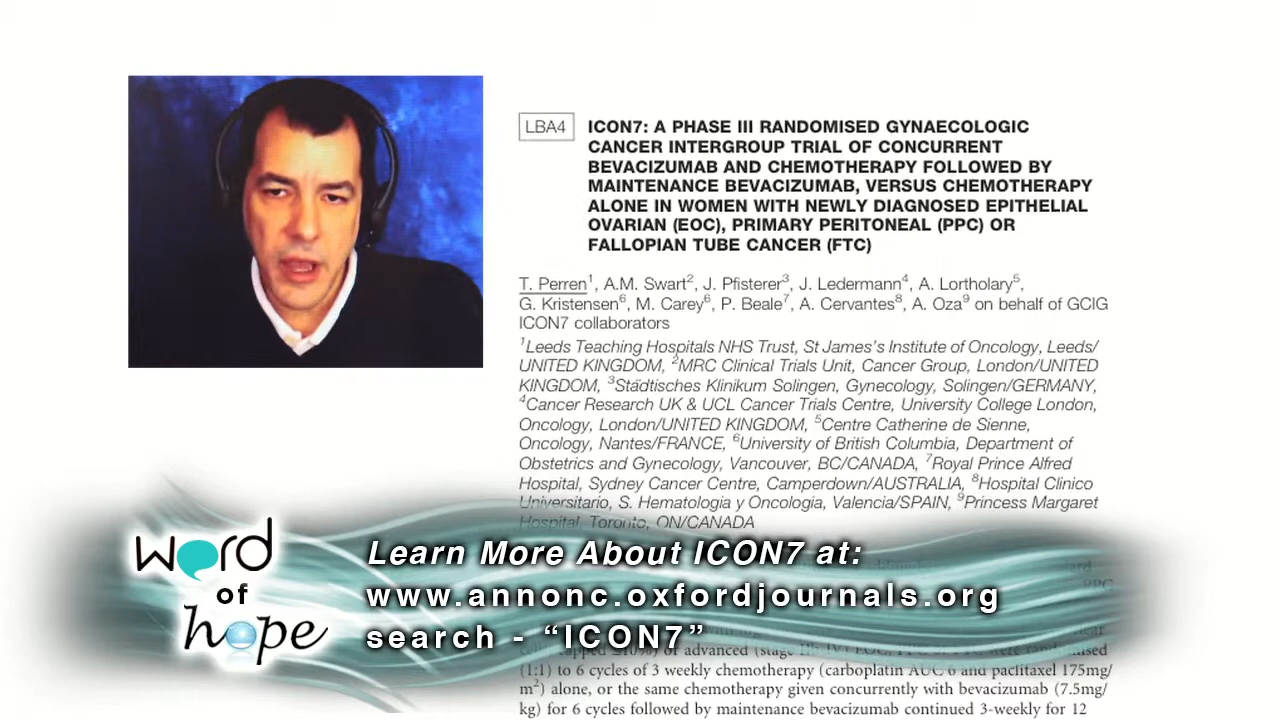 LBA4
ICON7: A PHASE III RANDOMISED GYNAECOLOGIC
CANCER INTERGROUP TRIAL OF CONCURRENT
BEVACIZUMAB AND CHEMOTHERAPY FOLLOWED BY
MAINTENANCE BEVACIZUMAB, VERSUS CHEMOTHERAPY
ALONE IN WOMEN WITH NEWLY DIAGNOSED EPITHELIAL
OVARIAN (EOC), PRIMARY PERITONEAL (PPC) OR
FALLOPIAN TUBE CANCER (FTC)
T. Perren¹, A.M. Swart², J. Pfisterer³, J. Ledermann⁴, A. Lortholary⁵,
G. Kristensen⁶, M. Carey⁶, P. Beale⁷, A. Cervantes⁸, A. Oza⁹ on behalf of GCIG
ICON7 collaborators
¹Leeds Teaching Hospitals NHS Trust, St James's Institute of Oncology, Leeds/
UNITED KINGDOM, ²MRC Clinical Trials Unit, Cancer Group, London/UNITED
KINGDOM, ³Städtisches Klinikum Solingen, Gynecology, Solingen/GERMANY,
⁴Cancer Research UK & UCL Cancer Trials Centre, University College London,
Oncology, London/UNITED KINGDOM, ⁵Centre Catherine de Sienne,
Oncology, Nantes/FRANCE, ⁶University of British Columbia, Department of
Obstetrics and Gynecology, Vancouver, BC/CANADA, ⁷Royal Prince Alfred
Hospital, Sydney Cancer Centre, Camperdown/AUSTRALIA, ⁸Hospital Clinico
Universitario, S. Hematologia y Oncologia, Valencia/SPAIN, ⁹Princess Margaret
Hospital, Toronto, ON/CANADA
word
of
hope
Learn More About ICON7 at:
www.annonc.oxfordjournals.org
search - “ICON7”
(1:1) to 6 cycles of 3 weekly chemotherapy (carboplatin AUC 6 and paclitaxel 175mg/
m²) alone, or the same chemotherapy given concurrently with bevacizumab (7.5mg/
kg) for 6 cycles followed by maintenance bevacizumab continued 3-weekly for 12